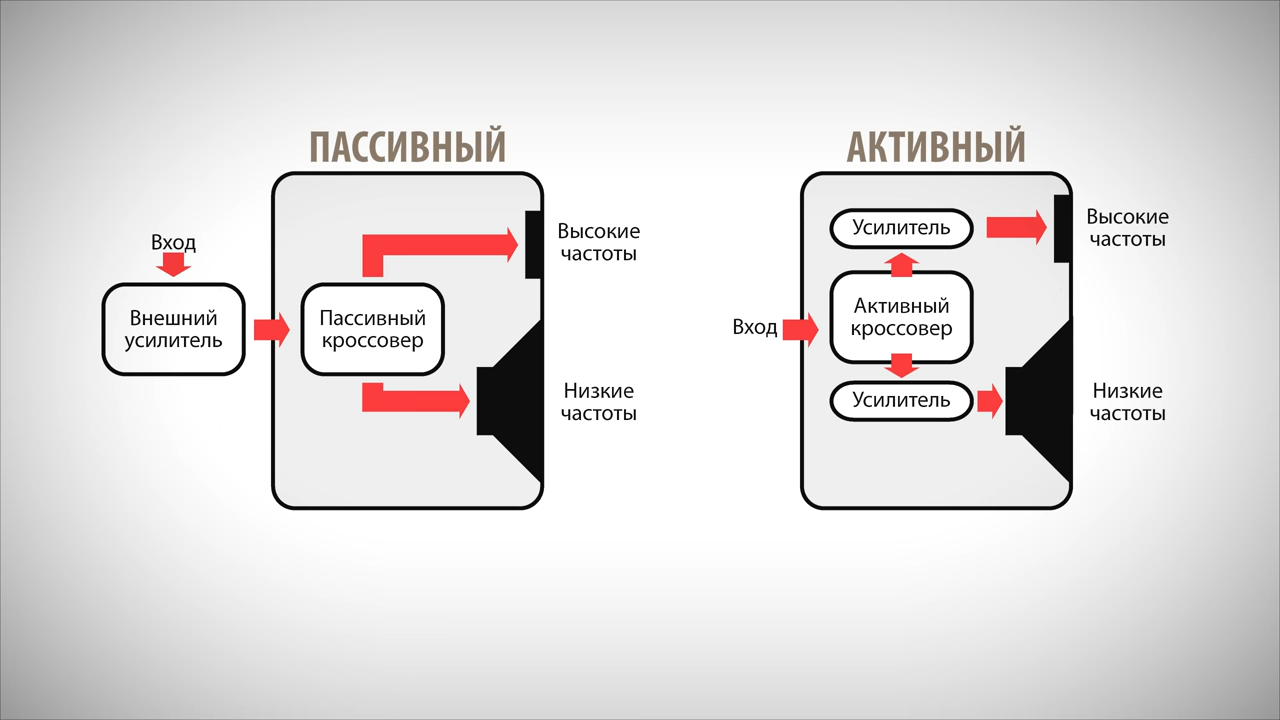 ПАССИВНЫЙ
Вход
Внешний
усилитель
Пассивный
кроссовер
Высокие
частоты
Низкие
частоты
АКТИВНЫЙ
Вход
Усилитель
Активный
кроссовер
Усилитель
Высокие
частоты
Низкие
частоты